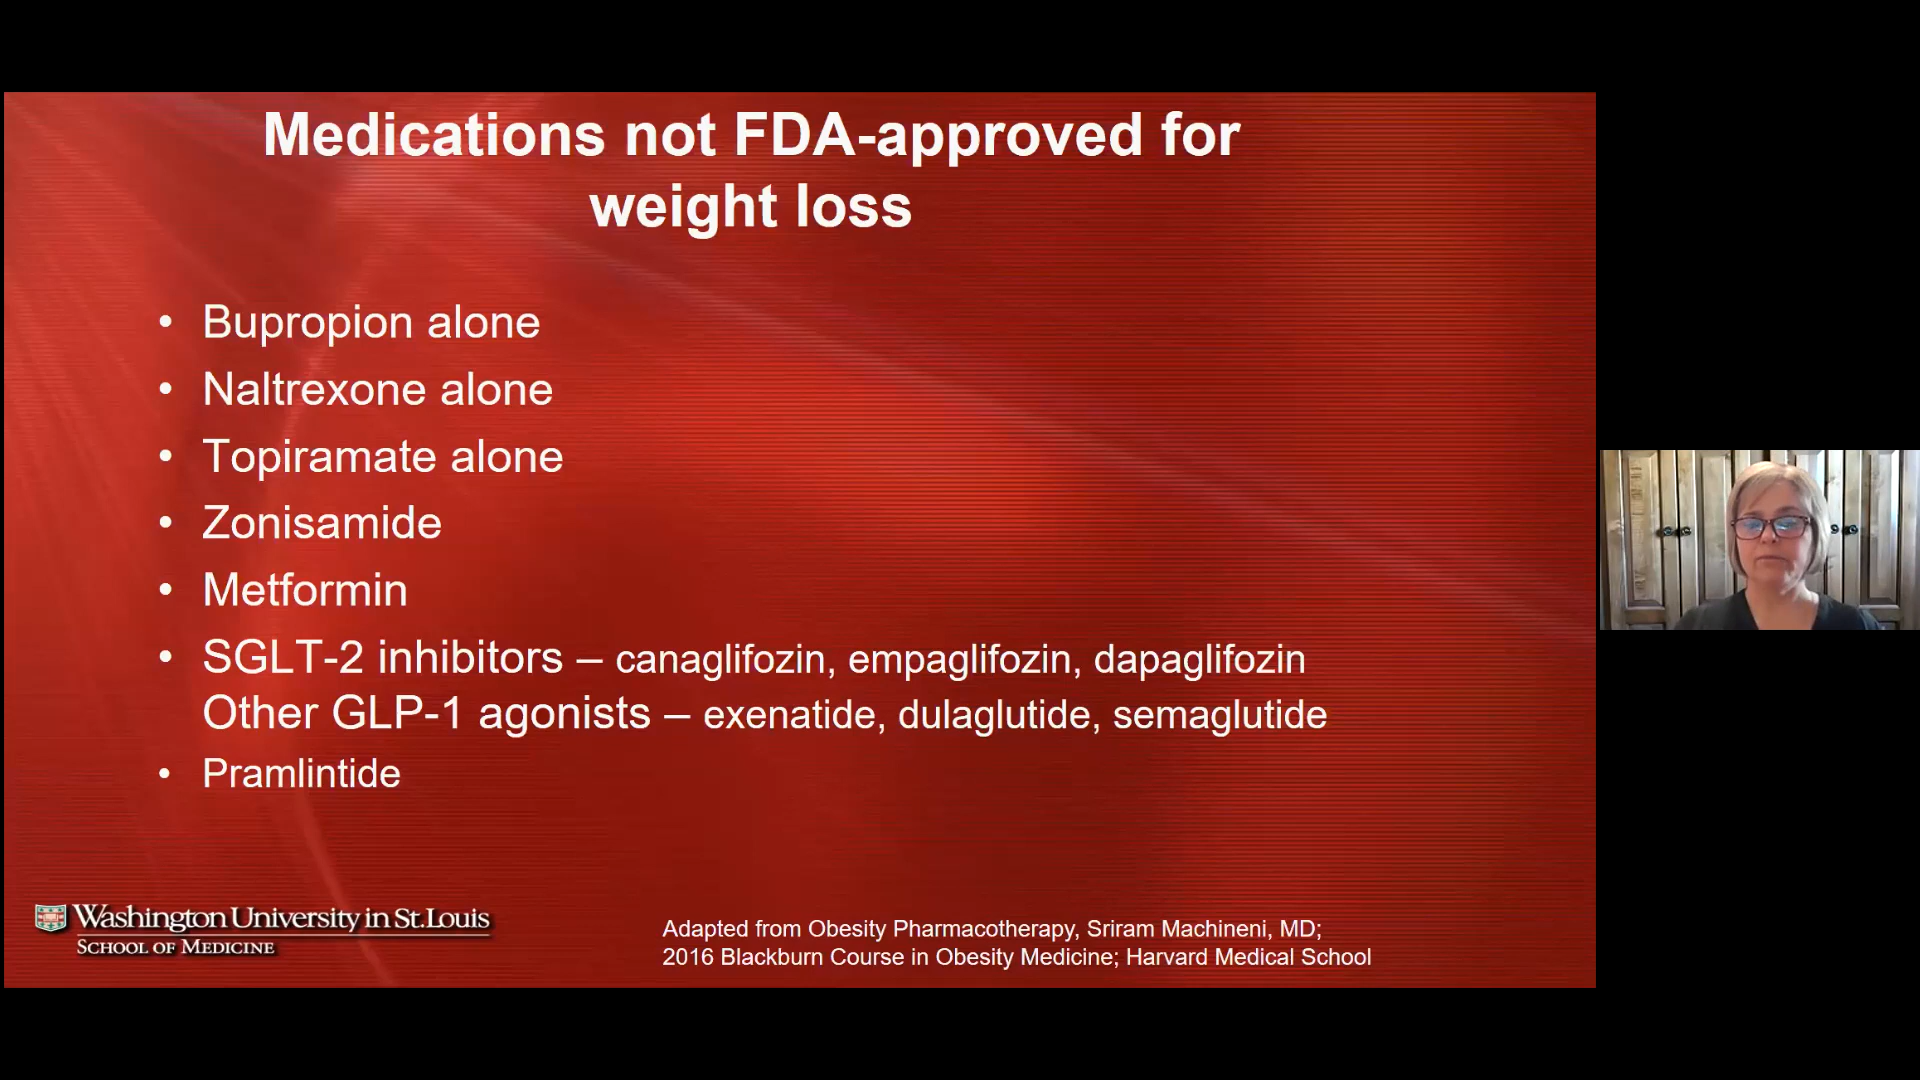 Medications not FDA-approved for
weight loss
• Bupropion alone
• Naltrexone alone
• Topiramate alone
• Zonisamide
• Metformin
• SGLT-2 inhibitors – canaglifozin, empaglifozin, dapaglifozin
Other GLP-1 agonists – exenatide, dulaglutide, semaglutide
• Pramlintide
Washington University in St. Louis
SCHOOL OF MEDICINE
Adapted from Obesity Pharmacotherapy, Sriram Machineni, MD;
2016 Blackburn Course in Obesity Medicine; Harvard Medical School